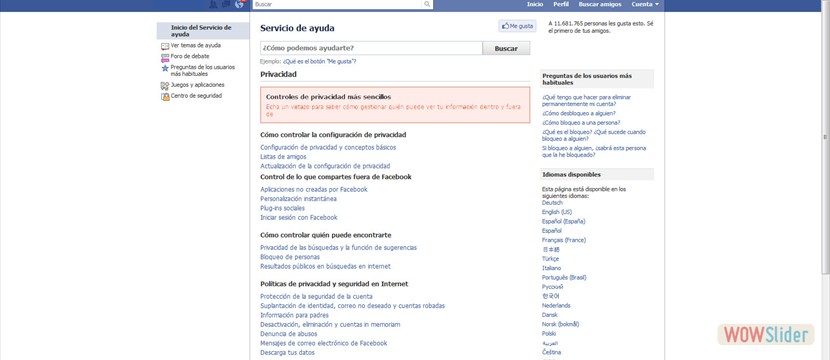 Buscar
Inicio Perfil Buscar amigos Cuenta
Inicio del Servicio de
ayuda
Ver temas de ayuda
Foro de debate
Preguntas de los usuarios
más habituales
Juegos y aplicaciones
Centro de seguridad
Servicio de ayuda
Me gusta
¿Cómo podemos ayudarte?
Buscar
Ejemplo: ¿Qué es el botón "Me gusta"?
Privacidad
Controles de privacidad más sencillos
Echa un vistazo para saber cómo gestionar quién puede ver tu información dentro y fuera
de
Cómo controlar la configuración de privacidad
Configuración de privacidad y conceptos básicos
Listas de amigos
Actualización de la configuración de privacidad
Control de lo que compartes fuera de Facebook
Aplicaciones no creadas por Facebook
Personalización instantánea
Plug-ins sociales
Iniciar sesión con Facebook
Cómo controlar quién puede encontrarte
Privacidad de las búsquedas y la función de sugerencias
Bloqueo de personas
Resultados públicos en búsquedas en internet
Políticas de privacidad y seguridad en Internet
Protección de la seguridad de la cuenta
Suplantación de identidad, correo no deseado y cuentas robadas
Información para padres
Desactivación, eliminación y cuentas in memoriam
Denuncia de abusos
Mensajes de correo electrónico de Facebook
Descarga tus datos
A 11.681.765 personas les gusta esto. Sé
el primero de tus amigos.
Preguntas de los usuarios más
habituales
¿Qué tengo que hacer para eliminar
permanentemente mi cuenta?
¿Cómo desbloqueo a alguien?
¿Cómo bloqueo a una persona?
¿Qué es el bloqueo? ¿Qué sucede cuando
bloqueo a alguien?
Si bloqueo a alguien, ¿sabrá esta persona
que la he bloqueado?
Idiomas disponibles
Esta página está disponible en los
siguientes idiomas:
Deutsch
English (US)
Español (España)
Español
Français (France)
日本語
Türkçe
Italiano
Português (Brasil)
Русский
한국어
Nederlands
Dansk
Norsk (bokmål)
Polski
العربية
Čeština
WOWSlider